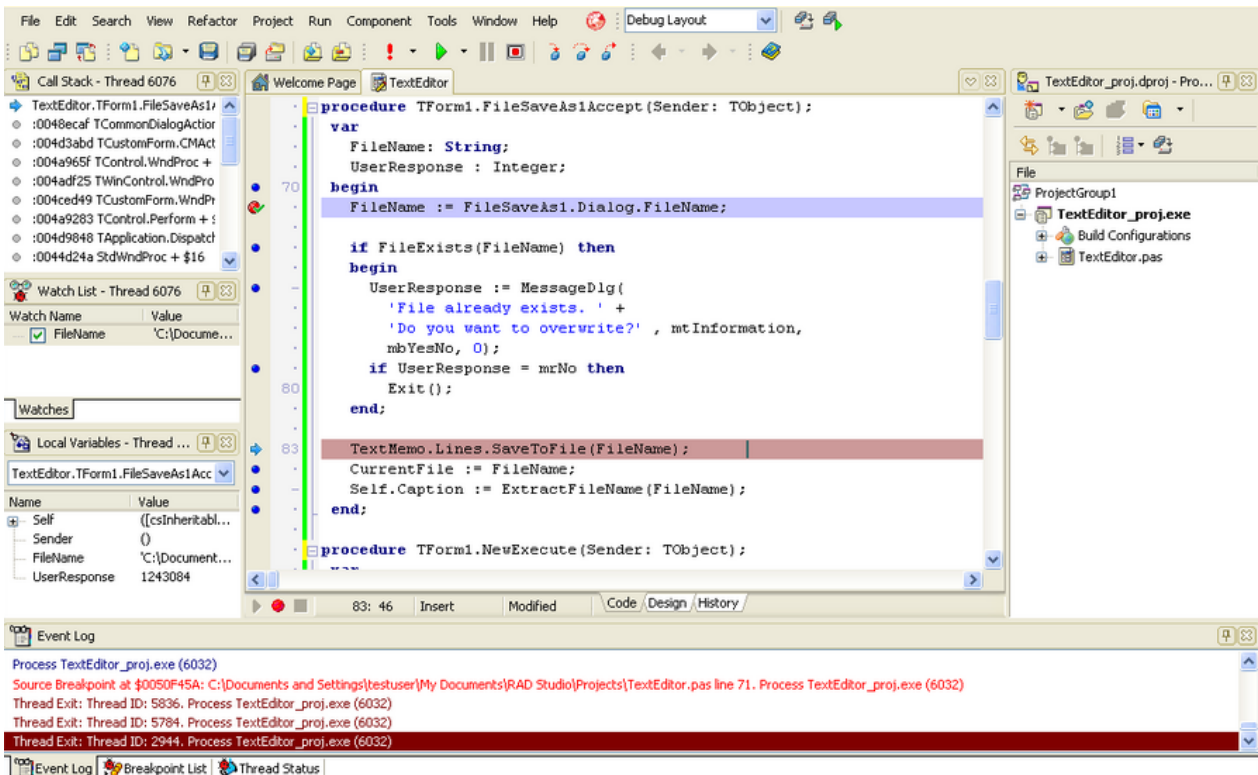 File Edit Search View Refactor Project Run Component Tools Window Help Debug Layout
Call Stack - Thread 6076
TextEditor.TForm1.FileSaveAs1/
:0048ecaf TCommonDialogAction
:004d3abd TCustomForm.CMAct
:004a965f TControl.WndProc +
:004adf25 TWinControl.WndPro
:004ced49 TCustomForm.WndPr
:004a9283 TControl.Perform +
:004d9848 TApplication.Dispatch
:0044d24a StdWndProc + $16
Watch List - Thread 6076
Watch Name Value
FileName 'C:\Docume...
Watches
Local Variables - Thread ...
TextEditor.TForm1.FileSaveAs1Acc
Name Value
Self ([csInheritabl...
Sender ()
FileName 'C:\Document...
UserResponse 1243084
Welcome Page TextEditor
procedure TForm1.FileSaveAs1Accept(Sender: TObject);
var
FileName: String;
UserResponse : Integer;
70 begin
FileName := FileSaveAs1.Dialog.FileName;
if FileExists(FileName) then
begin
UserResponse := MessageDlg(
'File already exists. ' +
'Do you want to overwrite?' , mtInformation,
mbYesNo, 0);
if UserResponse = mrNo then
80 Exit();
end;
83 TextMemo.Lines.SaveToFile(FileName);
CurrentFile := FileName;
Self.Caption := ExtractFileName(FileName);
end;
procedure TForm1.NewExecute(Sender: TObject);
var
83: 46 Insert Modified Code Design History
TextEditor_proj.dproj - Pro...
File
ProjectGroup1
TextEditor_proj.exe
Build Configurations
TextEditor.pas
Event Log
Process TextEditor_proj.exe (6032)
Source Breakpoint at $0050F45A: C:\Documents and Settings\testuser\My Documents\RAD Studio\Projects\TextEditor.pas line 71. Process TextEditor_proj.exe (6032)
Thread Exit: Thread ID: 5836. Process TextEditor_proj.exe (6032)
Thread Exit: Thread ID: 5784. Process TextEditor_proj.exe (6032)
Thread Exit: Thread ID: 2944. Process TextEditor_proj.exe (6032)
Event Log Breakpoint List Thread Status